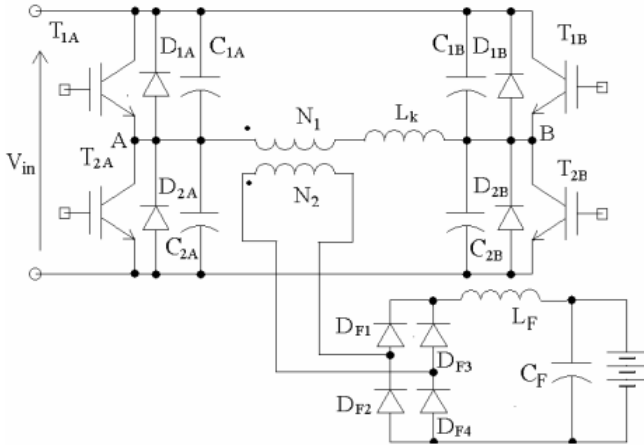 T1A
D1A
C1A
C1B
D1B
T1B
N1
Lk
A
B
Vin
T2A
D2A
C2A
N2
D2B
C2B
T2B
DF1
DF3
LF
CF
DF2
DF4